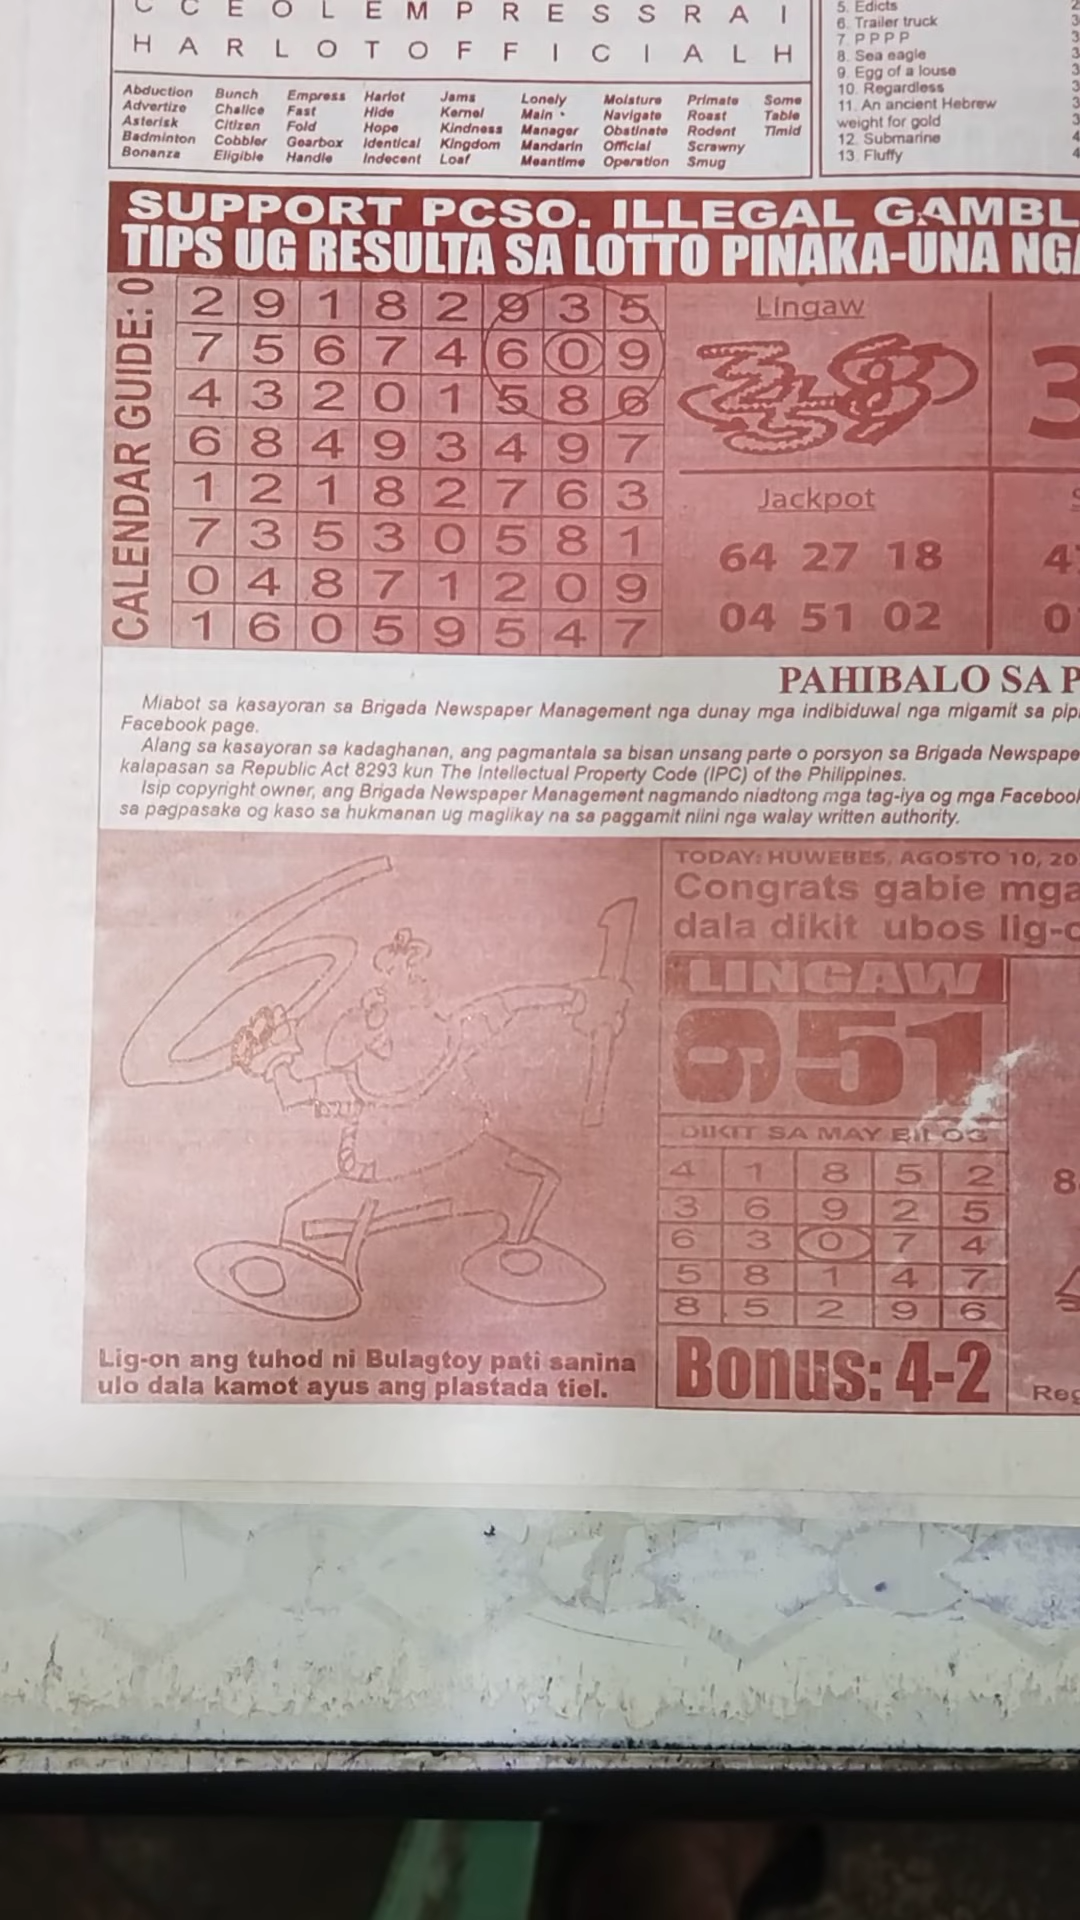 C C E O L E M P R E S S R A I
H A R L O T O F F I C I A L H
Abduction Bunch Empress Harlot Jams Lonely Moisture Primate Some
Advertize Chalice Fast Hide Kernel Main Navigate Roast Table
Asterisk Citizen Fold Hope Kindness Manager Obstinate Rodent Timid
Badminton Cobbler Gearbox Identical Kingdom Mandarin Official Scrawny
Bonanza Eligible Handle Indecent Loaf Meantime Operation Smug
5. Edicts
6. Trailer truck
7. P P P P
8. Sea eagle
9. Egg of a louse
10. Regardless
11. An ancient Hebrew
weight for gold
12. Submarine
13. Fluffy
SUPPORT PCSO. ILLEGAL GAMBL
TIPS UG RESULTA SA LOTTO PINAKA-UNA NGA
CALENDAR GUIDE: 0
2 9 1 8 2 9 3 5
7 5 6 7 4 6 0 9
4 3 2 0 1 5 8 6
6 8 4 9 3 4 9 7
1 2 1 8 2 7 6 3
7 3 5 3 0 5 8 1
0 4 8 7 1 2 0 9
1 6 0 5 9 5 4 7
Lingaw
3
Jackpot
64 27 18
04 51 02
PAHIBALO SA P
Miabot sa kasayoran sa Brigada Newspaper Management nga dunay mga indibiduwal nga migamit sa pipi
Facebook page.
Alang sa kasayoran sa kadaghanan, ang pagmantala sa bisan unsang parte o porsyon sa Brigada Newspape
kalapasan sa Republic Act 8293 kun The Intellectual Property Code (IPC) of the Philippines.
Isip copyright owner, ang Brigada Newspaper Management nagmando niadtong mga tag-iya og mga Facebook
sa pagpasaka og kaso sa hukmanan ug maglikay na sa paggamit niini nga walay written authority.
TODAY: HUWEBES, AGOSTO 10, 20
Congrats gabie mga
dala dikit ubos lig-o
LINGAW
951
DIKIT SA MAY BILOG
4 1 8 5 2
3 6 9 2 5
6 3 0 7 4
5 8 1 4 7
8 5 2 9 6
Bonus: 4-2
8
Reg
Lig-on ang tuhod ni Bulagtoy pati sanina
ulo dala kamot ayus ang plastada tiel.